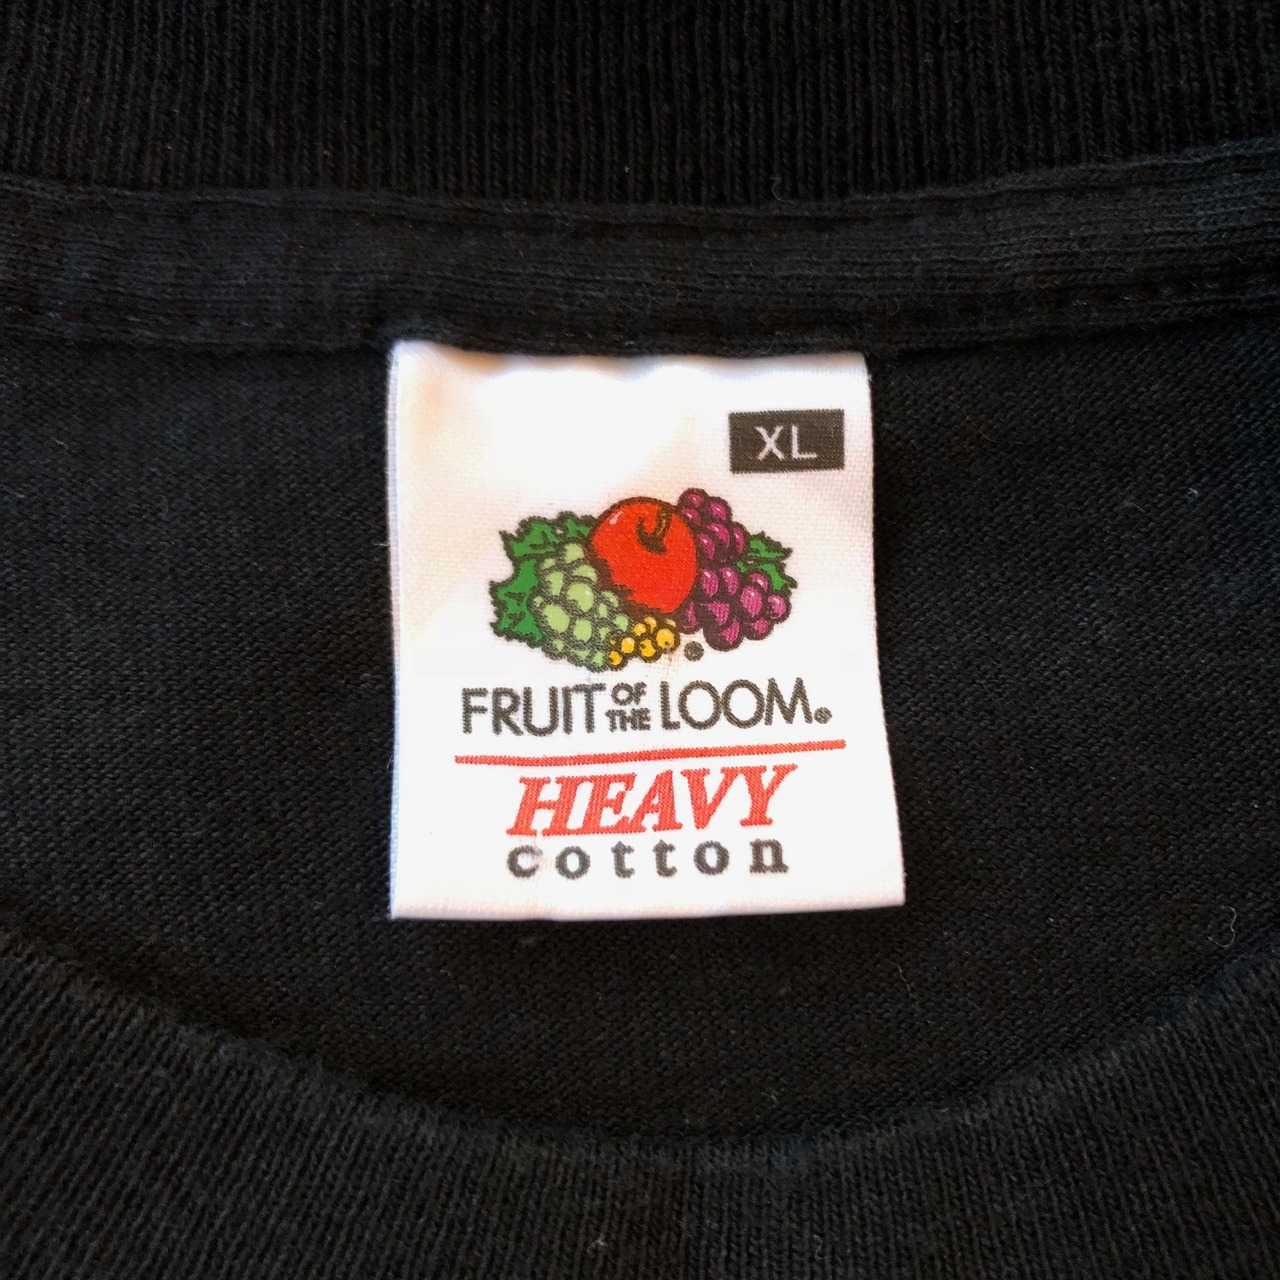 XL
FRUIT OF THE LOOM®
HEAVY
cotton